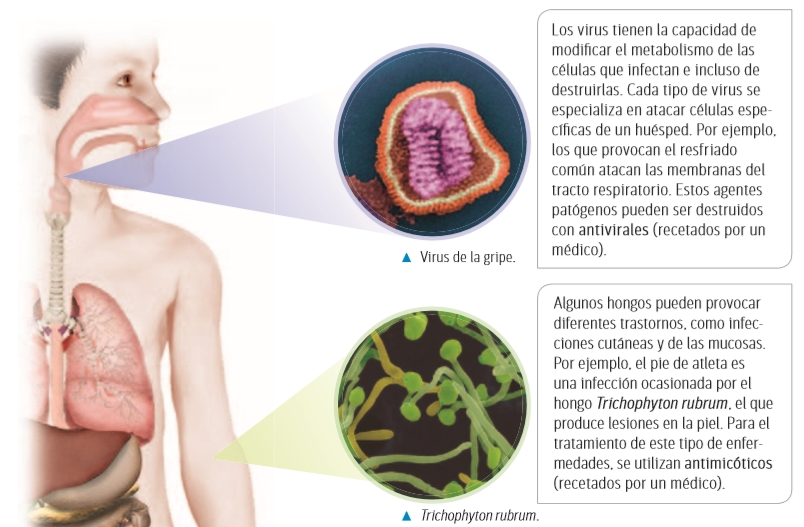 Los virus tienen la capacidad de
modificar el metabolismo de las
células que infectan e incluso de
destruirlas. Cada tipo de virus se
especializa en atacar células espe-
cíficas de un huésped. Por ejemplo,
los que provocan el resfriado
común atacan las membranas del
tracto respiratorio. Estos agentes
patógenos pueden ser destruidos
con antivirales (recetados por un
médico).
▲ Virus de la gripe.
Algunos hongos pueden provocar
diferentes trastornos, como infec-
ciones cutáneas y de las mucosas.
Por ejemplo, el pie de atleta es
una infección ocasionada por el
hongo Trichophyton rubrum, el que
produce lesiones en la piel. Para el
tratamiento de este tipo de enfer-
medades, se utilizan antimicóticos
(recetados por un médico).
▲ Trichophyton rubrum.